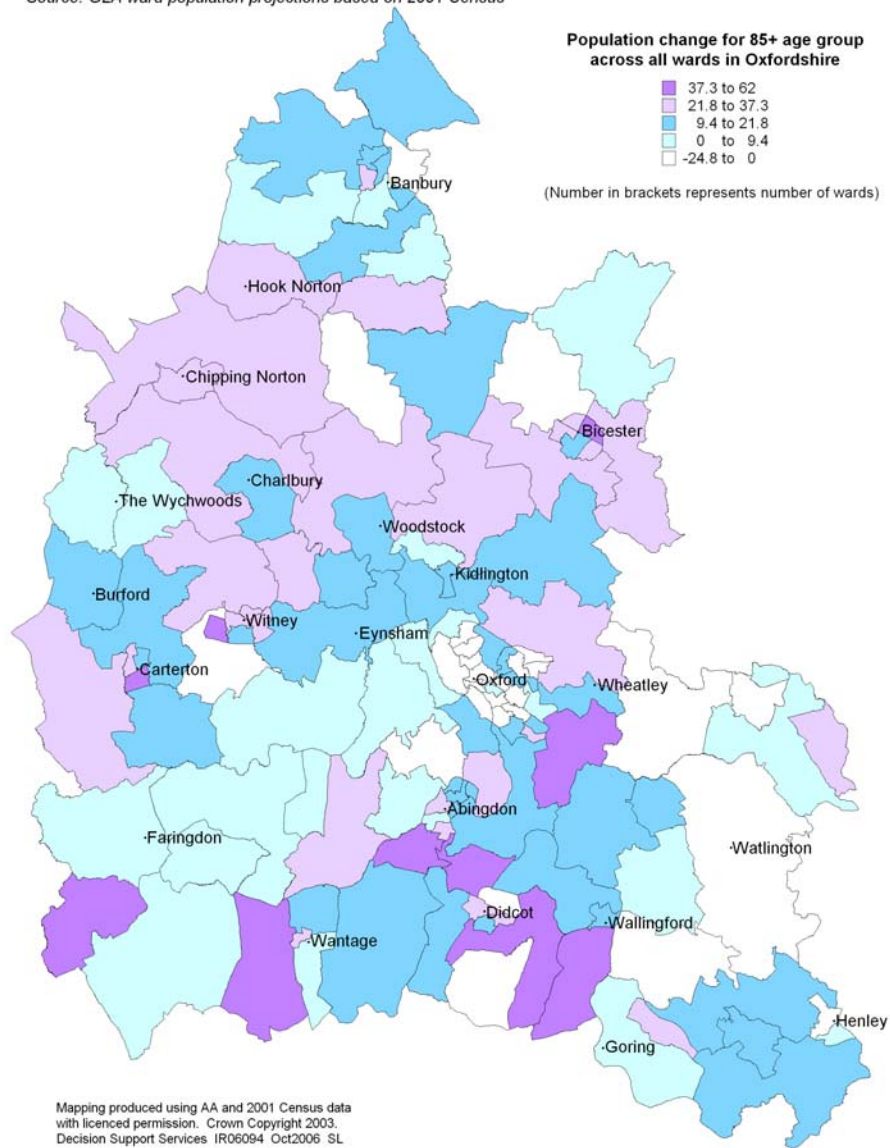 Source: GLA ward population projections based on 2001 Census
Population change for 85+ age group
across all wards in Oxfordshire
37.3 to 62
21.8 to 37.3
9.4 to 21.8
0 to 9.4
-24.8 to 0
(Number in brackets represents number of wards)
Banbury
Hook Norton
Chipping Norton
Bicester
Charlbury
The Wychwoods
Woodstock
Kidlington
Burford
Witney
Eynsham
Carterton
Oxford
Wheatley
Abingdon
Faringdon
Watlington
Didcot
Wallingford
Wantage
Henley
Goring
Mapping produced using AA and 2001 Census data
with licenced permission. Crown Copyright 2003.
Decision Support Services IR06094 Oct2006 SL